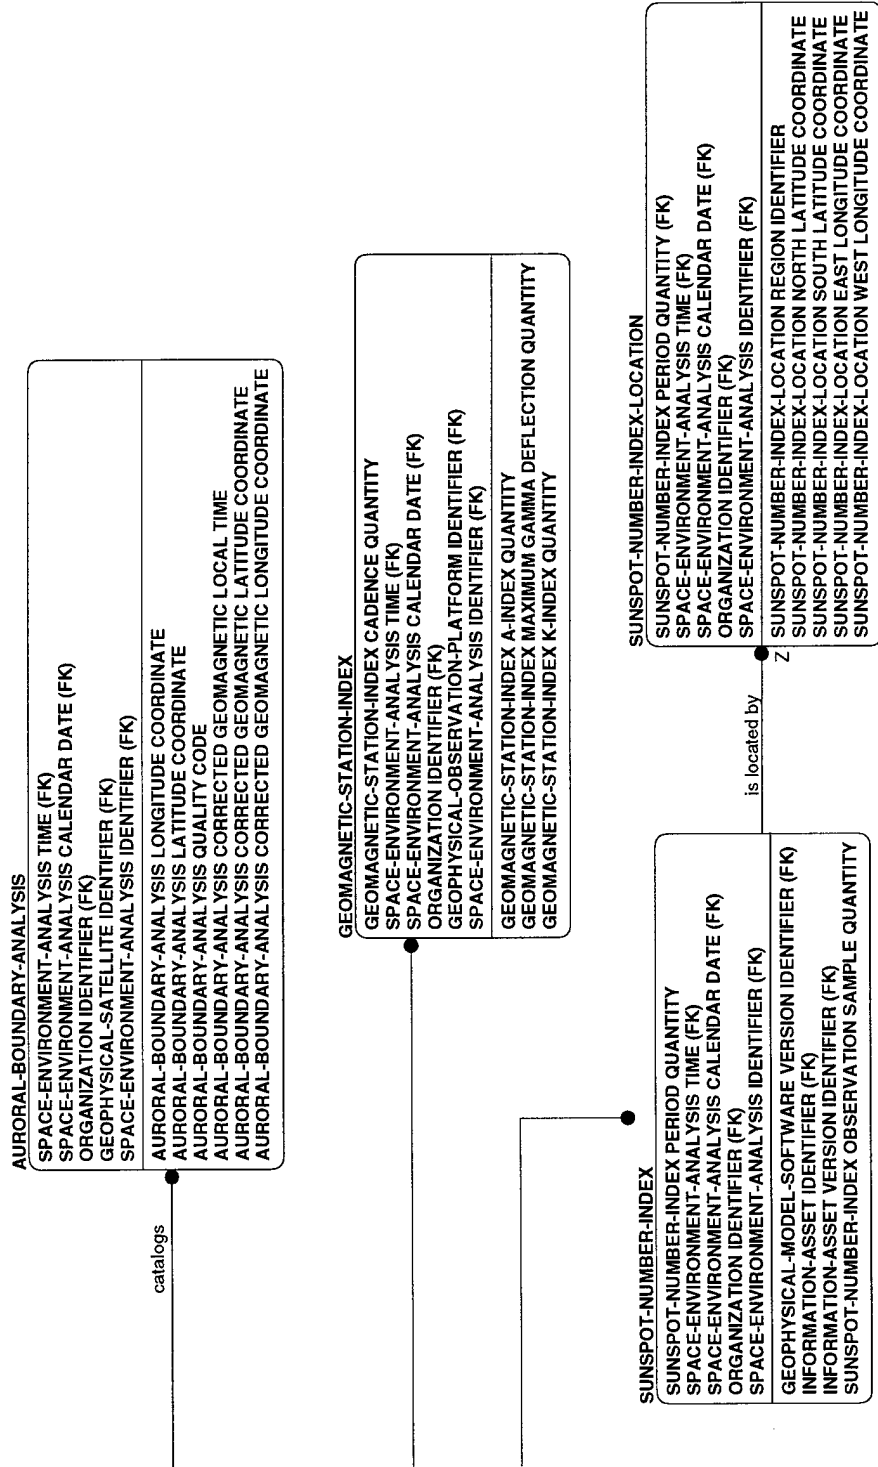 AURORAL-BOUNDARY-ANALYSIS
SPACE-ENVIRONMENT-ANALYSIS TIME (FK)
SPACE-ENVIRONMENT-ANALYSIS CALENDAR DATE (FK)
ORGANIZATION IDENTIFIER (FK)
GEOPHYSICAL-SATELLITE IDENTIFIER (FK)
SPACE-ENVIRONMENT-ANALYSIS IDENTIFIER (FK)
AURORAL-BOUNDARY-ANALYSIS LONGITUDE COORDINATE
AURORAL-BOUNDARY-ANALYSIS LATITUDE COORDINATE
AURORAL-BOUNDARY-ANALYSIS QUALITY CODE
AURORAL-BOUNDARY-ANALYSIS CORRECTED GEOMAGNETIC LOCAL TIME
AURORAL-BOUNDARY-ANALYSIS CORRECTED GEOMAGNETIC LATITUDE COORDINATE
AURORAL-BOUNDARY-ANALYSIS CORRECTED GEOMAGNETIC LONGITUDE COORDINATE
catalogs
GEOMAGNETIC-STATION-INDEX
GEOMAGNETIC-STATION-INDEX CADENCE QUANTITY
SPACE-ENVIRONMENT-ANALYSIS TIME (FK)
SPACE-ENVIRONMENT-ANALYSIS CALENDAR DATE (FK)
ORGANIZATION IDENTIFIER (FK)
GEOPHYSICAL-OBSERVATION-PLATFORM IDENTIFIER (FK)
SPACE-ENVIRONMENT-ANALYSIS IDENTIFIER (FK)
GEOMAGNETIC-STATION-INDEX A-INDEX QUANTITY
GEOMAGNETIC-STATION-INDEX MAXIMUM GAMMA DEFLECTION QUANTITY
GEOMAGNETIC-STATION-INDEX K-INDEX QUANTITY
SUNSPOT-NUMBER-INDEX
SUNSPOT-NUMBER-INDEX PERIOD QUANTITY
SPACE-ENVIRONMENT-ANALYSIS TIME (FK)
SPACE-ENVIRONMENT-ANALYSIS CALENDAR DATE (FK)
ORGANIZATION IDENTIFIER (FK)
SPACE-ENVIRONMENT-ANALYSIS IDENTIFIER (FK)
GEOPHYSICAL-MODEL-SOFTWARE VERSION IDENTIFIER (FK)
INFORMATION-ASSET IDENTIFIER (FK)
INFORMATION-ASSET VERSION IDENTIFIER (FK)
SUNSPOT-NUMBER-INDEX OBSERVATION SAMPLE QUANTITY
is located by
Z
SUNSPOT-NUMBER-INDEX-LOCATION
SUNSPOT-NUMBER-INDEX PERIOD QUANTITY (FK)
SPACE-ENVIRONMENT-ANALYSIS TIME (FK)
SPACE-ENVIRONMENT-ANALYSIS CALENDAR DATE (FK)
ORGANIZATION IDENTIFIER (FK)
SPACE-ENVIRONMENT-ANALYSIS IDENTIFIER (FK)
SUNSPOT-NUMBER-INDEX-LOCATION REGION IDENTIFIER
SUNSPOT-NUMBER-INDEX-LOCATION NORTH LATITUDE COORDINATE
SUNSPOT-NUMBER-INDEX-LOCATION SOUTH LATITUDE COORDINATE
SUNSPOT-NUMBER-INDEX-LOCATION EAST LONGITUDE COORDINATE
SUNSPOT-NUMBER-INDEX-LOCATION WEST LONGITUDE COORDINATE